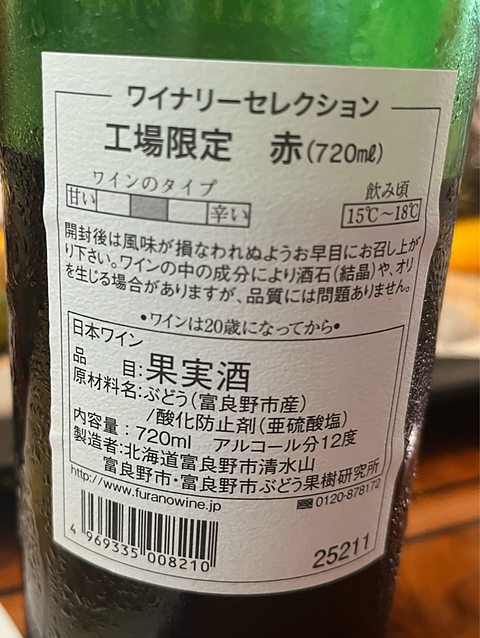 ワイナリーセレクション
工場限定 赤(720㎖)
ワインのタイプ
甘い 辛い
飲み頃
15℃~18℃
開封後は風味が損なわれぬようお早目にお召し上が
り下さい。ワインの中の成分により酒石(結晶)や、オリ
を生じる場合がありますが、品質には問題ありません。
・ワインは20歳になってから・
日本ワイン
品 目:果実酒
原材料名:ぶどう(富良野市産)
/酸化防止剤(亜硫酸塩)
内容量:720ml アルコール分12度
製造者:北海道富良野市清水山
富良野市・富良野市ぶどう果樹研究所
http://www.furanowine.jp 0120-878172
4 969335 008210
25211